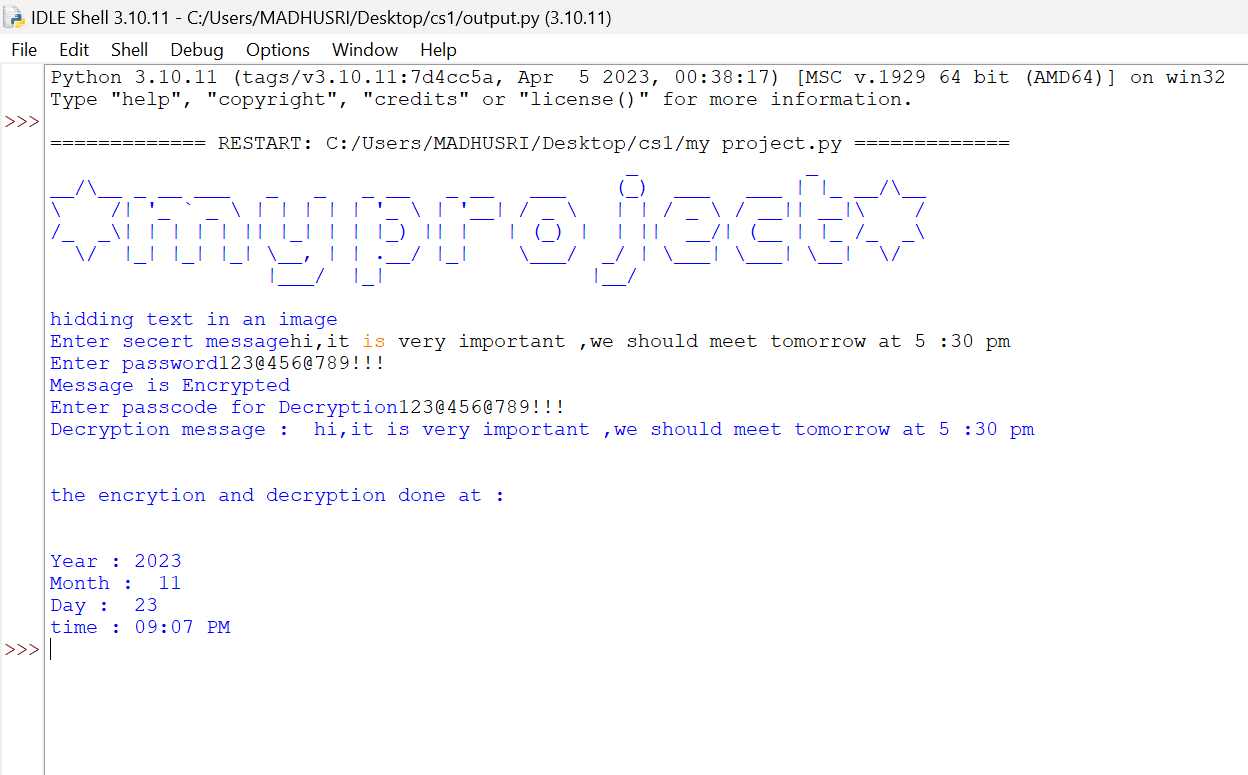 IDLE Shell 3.10.11 - C:/Users/MADHUSRI/Desktop/cs1/output.py (3.10.11)
File Edit Shell Debug Options Window Help
Python 3.10.11 (tags/v3.10.11:7d4cc5a, Apr  5 2023, 00:38:17) [MSC v.1929 64 bit (AMD64)] on win32
Type "help", "copyright", "credits" or "license()" for more information.
>>>
============= RESTART: C:/Users/MADHUSRI/Desktop/cs1/my project.py =============
my project
hidding text in an image
Enter secert messagehi,it is very important ,we should meet tomorrow at 5 :30 pm
Enter password123@456@789!!!
Message is Encrypted
Enter passcode for Decryption123@456@789!!!
Decryption message :  hi,it is very important ,we should meet tomorrow at 5 :30 pm
the encrytion and decryption done at :
Year : 2023
Month :  11
Day :  23
time : 09:07 PM
>>>